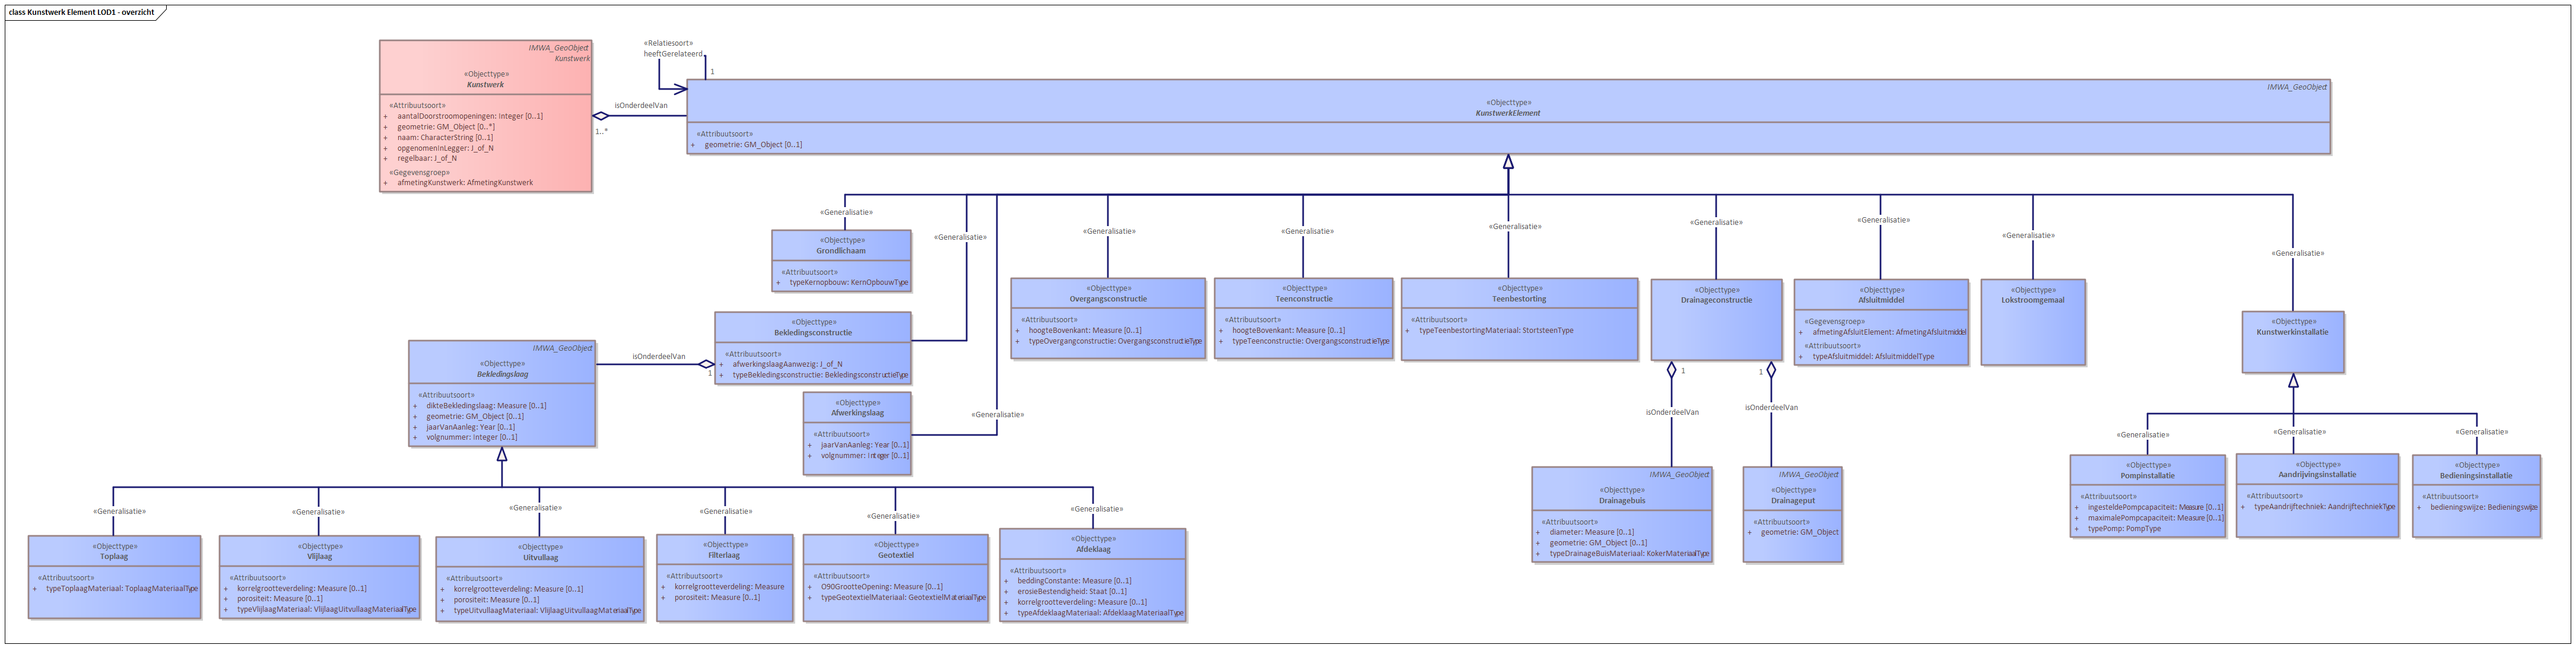 class Kunstwerk Element LOD1 - overzicht
IMWA_GeoObject
Kunstwerk
«Objecttype»
Kunstwerk
«Attribuutsoort»
+ aantalDoorstroomopeningen: Integer [0..1]
+ geometrie: GM_Object [0..*]
+ naam: CharacterString [0..1]
+ opgenomenInLegger: J_of_N
+ regelbaar: J_of_N
«Gegevensgroep»
+ afmetingKunstwerk: AfmetingKunstwerk
«Relatiesoort»
heeftGerelateerd
1
isOnderdeelVan
1..*
IMWA_GeoObject
«Objecttype»
KunstwerkElement
«Attribuutsoort»
+ geometrie: GM_Object [0..1]
«Generalisatie»
«Generalisatie»
«Generalisatie»
«Generalisatie»
«Generalisatie»
«Generalisatie»
«Generalisatie»
«Generalisatie»
«Generalisatie»
«Objecttype»
Grondlichaam
«Attribuutsoort»
+ typeKernopbouw: KernOpbouwType
«Objecttype»
Overgangsconstructie
«Attribuutsoort»
+ hoogteBovenkant: Measure [0..1]
+ typeOvergangconstructie: OvergangsconstructieType
«Objecttype»
Teenconstructie
«Attribuutsoort»
+ hoogteBovenkant: Measure [0..1]
+ typeTeenconstructie: OvergangsconstructieType
«Objecttype»
Teenbestorting
«Attribuutsoort»
+ typeTeenbestortingMateriaal: StortsteenType
«Objecttype»
Drainageconstructie
«Objecttype»
Afsluitmiddel
«Gegevensgroep»
+ afmetingAfsluitElement: AfmetingAfsluitmiddel
«Attribuutsoort»
+ typeAfsluitmiddel: AfsluitmiddelType
«Objecttype»
Lokstroomgemaal
«Objecttype»
Kunstwerkinstallatie
«Objecttype»
Bekledingsconstructie
«Attribuutsoort»
+ afwerkingslaagAanwezig: J_of_N
+ typeBekledingsconstructie: BekledingsconstructieType
isOnderdeelVan
1
IMWA_GeoObject
«Objecttype»
Bekledingslaag
«Attribuutsoort»
+ dikteBekledingslaag: Measure [0..1]
+ geometrie: GM_Object [0..1]
+ jaarVanAanleg: Year [0..1]
+ volgnummer: Integer [0..1]
«Objecttype»
Afwerkingslaag
«Attribuutsoort»
+ jaarVanAanleg: Year [0..1]
+ volgnummer: Integer [0..1]
«Generalisatie»
1
isOnderdeelVan
1
isOnderdeelVan
«Generalisatie»
«Generalisatie»
«Generalisatie»
IMWA_GeoObject
«Objecttype»
Drainagebuis
«Attribuutsoort»
+ diameter: Measure [0..1]
+ geometrie: GM_Object [0..1]
+ typeDrainageBuisMateriaal: KokerMateriaalType
IMWA_GeoObject
«Objecttype»
Drainageput
«Attribuutsoort»
+ geometrie: GM_Object
«Objecttype»
Pompinstallatie
«Attribuutsoort»
+ ingesteldePompcapaciteit: Measure [0..1]
+ maximalePompcapaciteit: Measure [0..1]
+ typePomp: PompType
«Objecttype»
Aandrijvingsinstallatie
«Attribuutsoort»
+ typeAandrijftechniek: AandrijftechniekType
«Objecttype»
Bedieningsinstallatie
«Attribuutsoort»
+ bedieningswijze: Bedieningswijze
«Generalisatie»
«Generalisatie»
«Generalisatie»
«Generalisatie»
«Generalisatie»
«Generalisatie»
«Objecttype»
Toplaag
«Attribuutsoort»
+ typeToplaagMateriaal: ToplaagMateriaalType
«Objecttype»
Vlijlaag
«Attribuutsoort»
+ korrelgrootteverdeling: Measure [0..1]
+ porositeit: Measure [0..1]
+ typeVlijlaagMateriaal: VlijlaagUitvullaagMateriaalType
«Objecttype»
Uitvullaag
«Attribuutsoort»
+ korrelgrootteverdeling: Measure [0..1]
+ porositeit: Measure [0..1]
+ typeUitvullaagMateriaal: VlijlaagUitvullaagMateriaalType
«Objecttype»
Filterlaag
«Attribuutsoort»
+ korrelgrootteverdeling: Measure
+ porositeit: Measure [0..1]
«Objecttype»
Geotextiel
«Attribuutsoort»
+ O90GrootteOpening: Measure [0..1]
+ typeGeotextielMateriaal: GeotextielMateriaalType
«Objecttype»
Afdeklaag
«Attribuutsoort»
+ beddingConstante: Measure [0..1]
+ erosieBestendigheid: Staat [0..1]
+ korrelgrootteverdeling: Measure [0..1]
+ typeAfdeklaagMateriaal: AfdeklaagMateriaalType